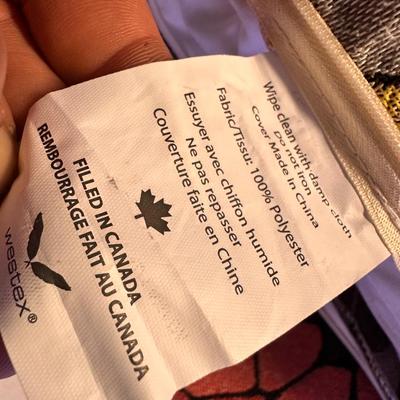 Wipe clean with damp cloth
Do not iron
Cover Made in China
Fabric/Tissu: 100% Polyester
Essuyer avec chiffon humide
Ne pas repasser
Couverture faite en Chine
FILLED IN CANADA
REMBOURRAGE FAIT AU CANADA
westex®